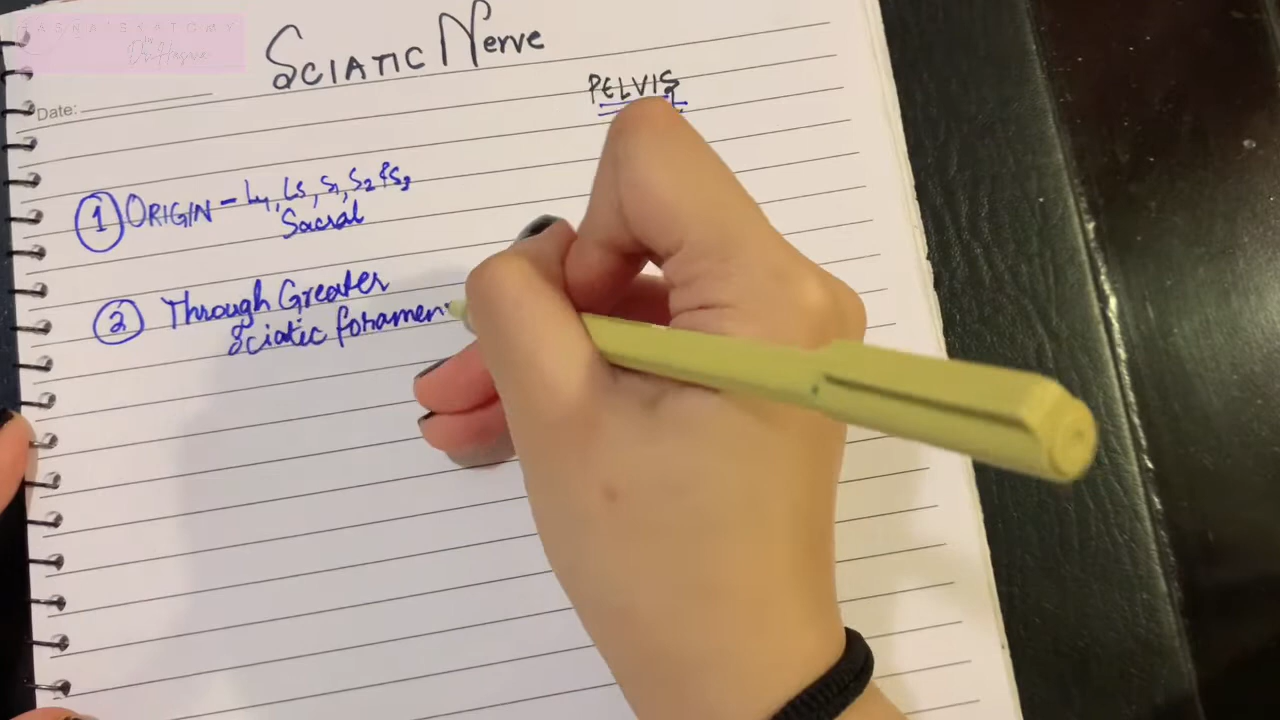 SCIATIC Nerve
Date:
PELVIS
1 ORIGIN - L4, L5, S1, S2 & S3
Sacral
2 Through Greater
Sciatic foramen